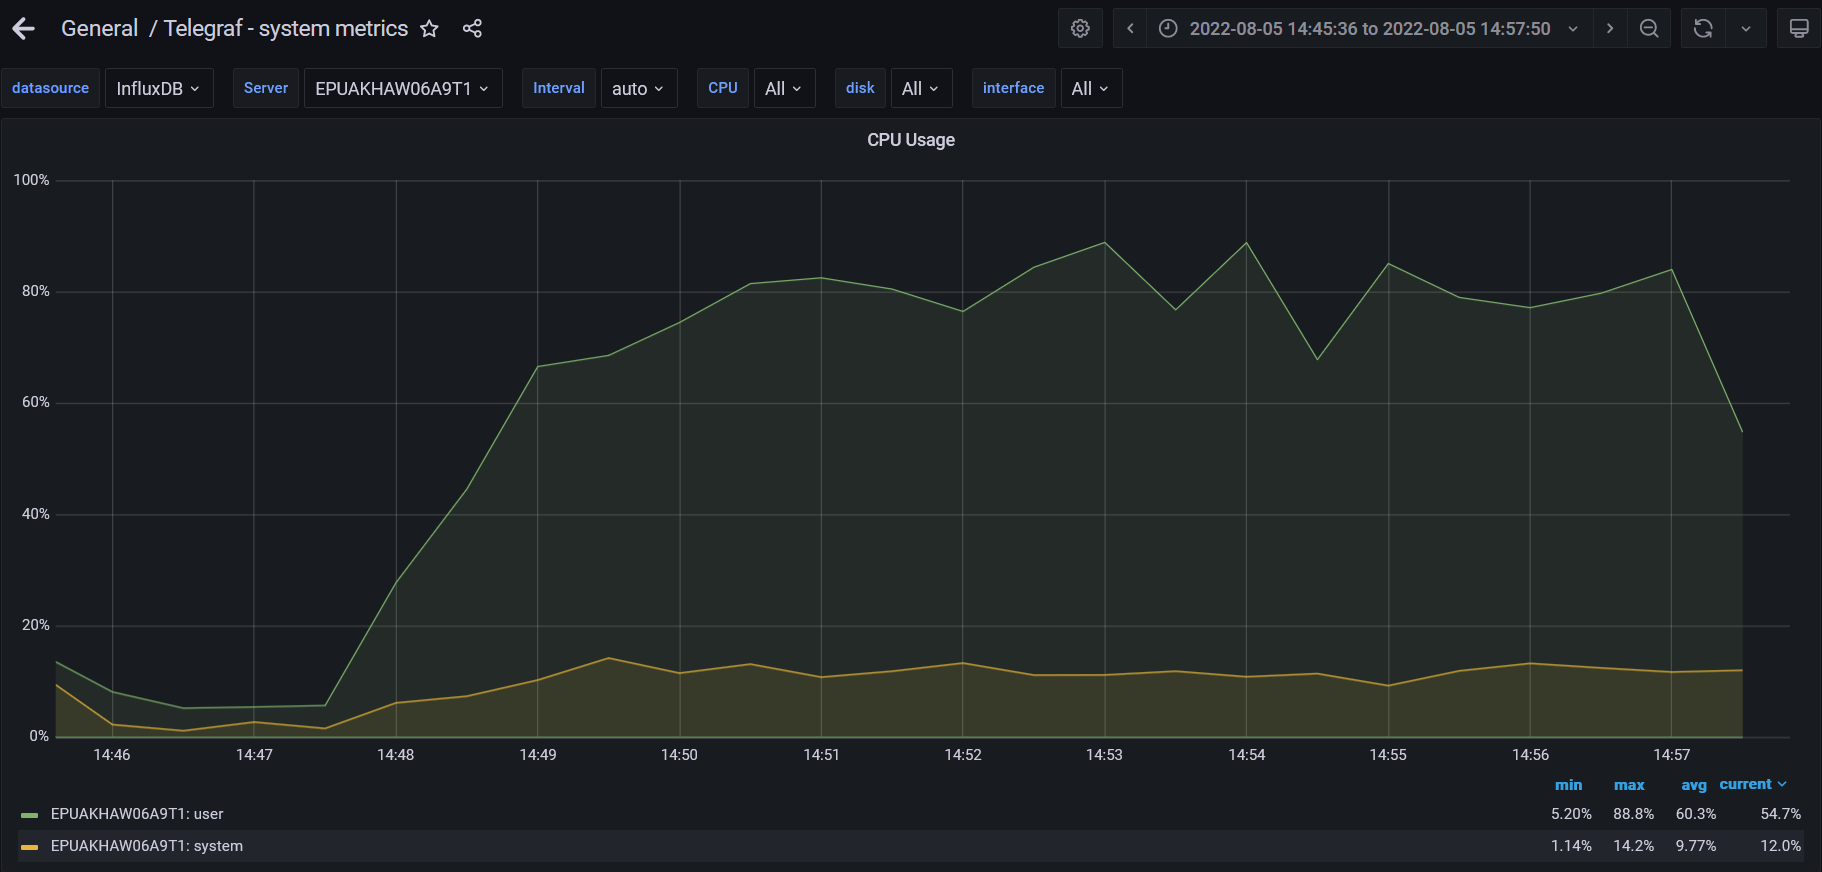 General / Telegraf - system metrics
2022-08-05 14:45:36 to 2022-08-05 14:57:50
datasource InfluxDB Server EPUAKHAW06A9T1 Interval auto CPU All disk All interface All
CPU Usage
100%
80%
60%
40%
20%
0%
14:46 14:47 14:48 14:49 14:50 14:51 14:52 14:53 14:54 14:55 14:56 14:57
min max avg current
EPUAKHAW06A9T1: user 5.20% 88.8% 60.3% 54.7%
EPUAKHAW06A9T1: system 1.14% 14.2% 9.77% 12.0%